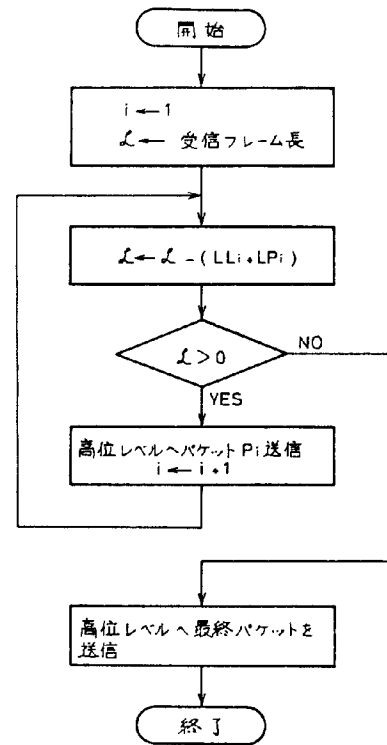 開始
i ← 1
ℒ ← 受信フレーム長
ℒ ← ℒ - (LLi+LPi)
ℒ > 0
NO
YES
高位レベルへパケットPi送信
i ← i+1
高位レベルへ最終パケットを
送信
終了